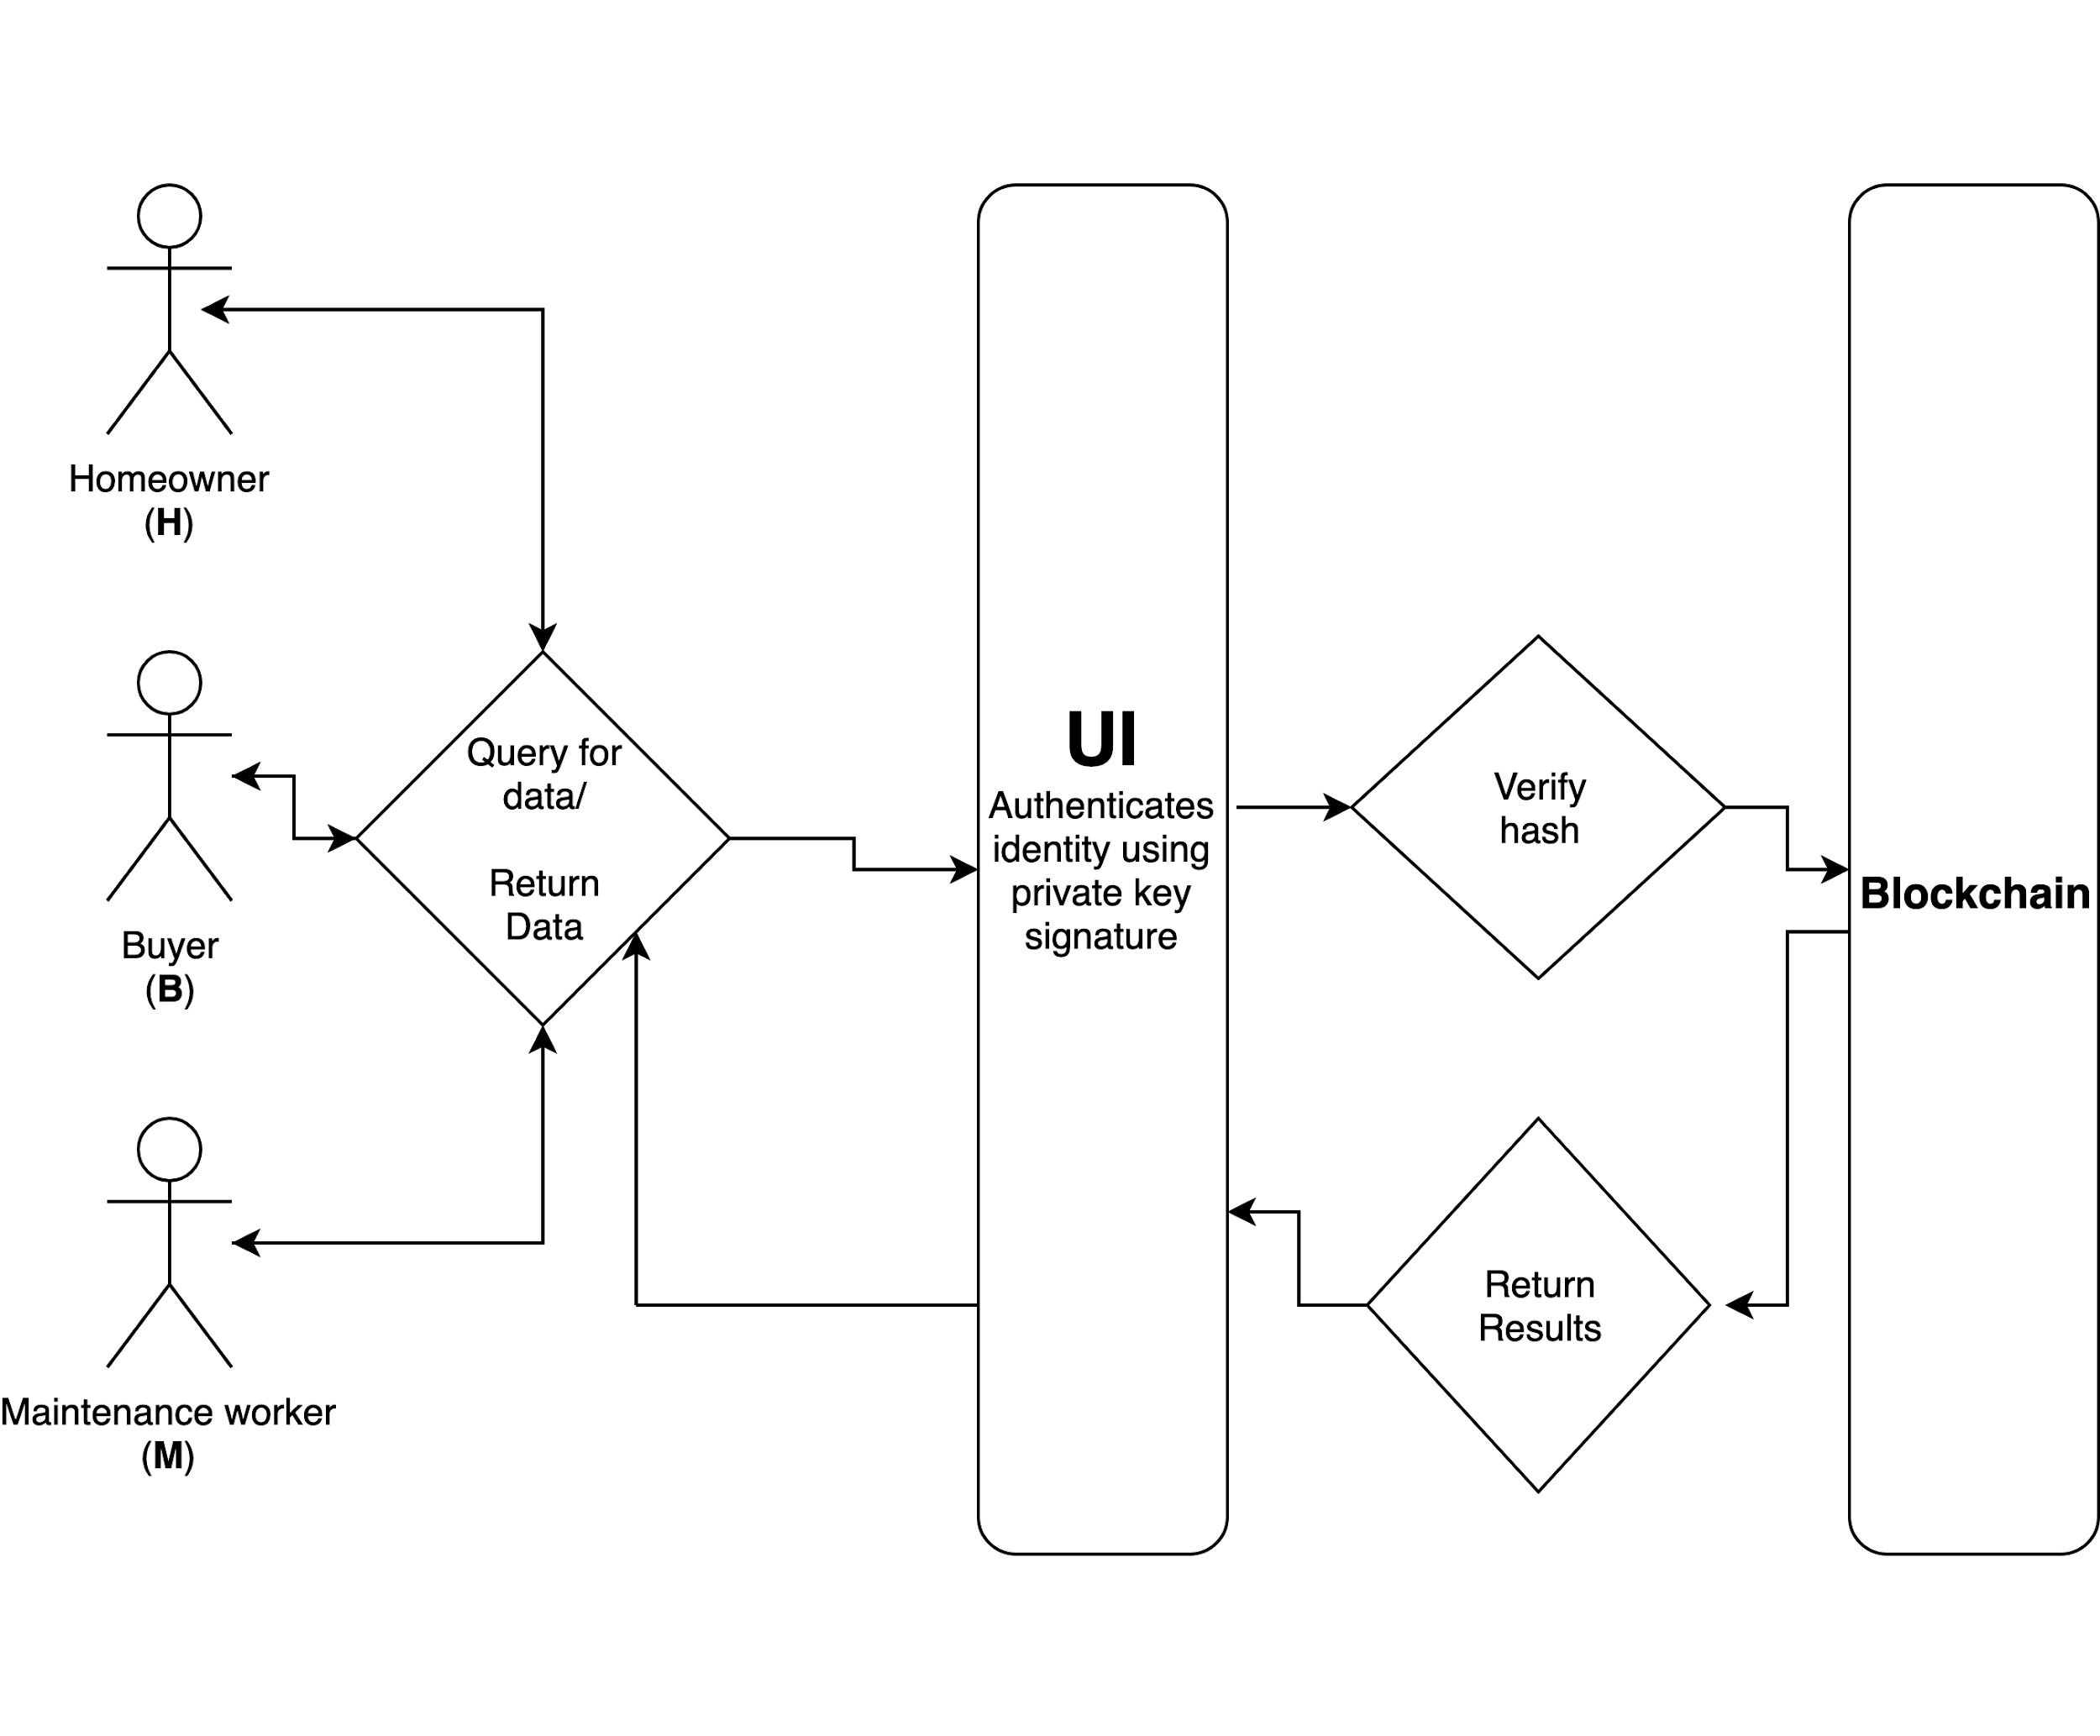 Homeowner
(H)
Buyer
(B)
Maintenance worker
(M)
Query for
data/
Return
Data
UI
Authenticates
identity using
private key
signature
Verify
hash
Return
Results
Blockchain